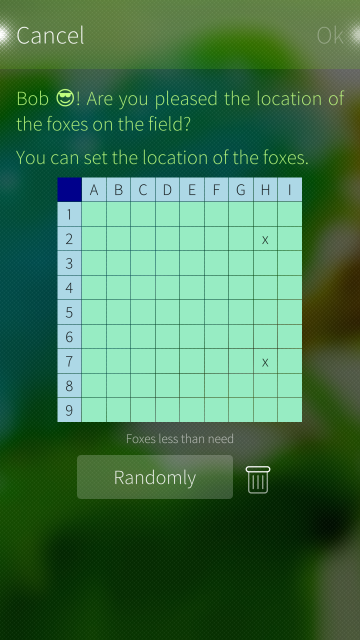 Cancel Ok
Bob 😎! Are you pleased the location of
the foxes on the field?
You can set the location of the foxes.
A B C D E F G H I
1
2 x
3
4
5
6
7 x
8
9
Foxes less than need
Randomly